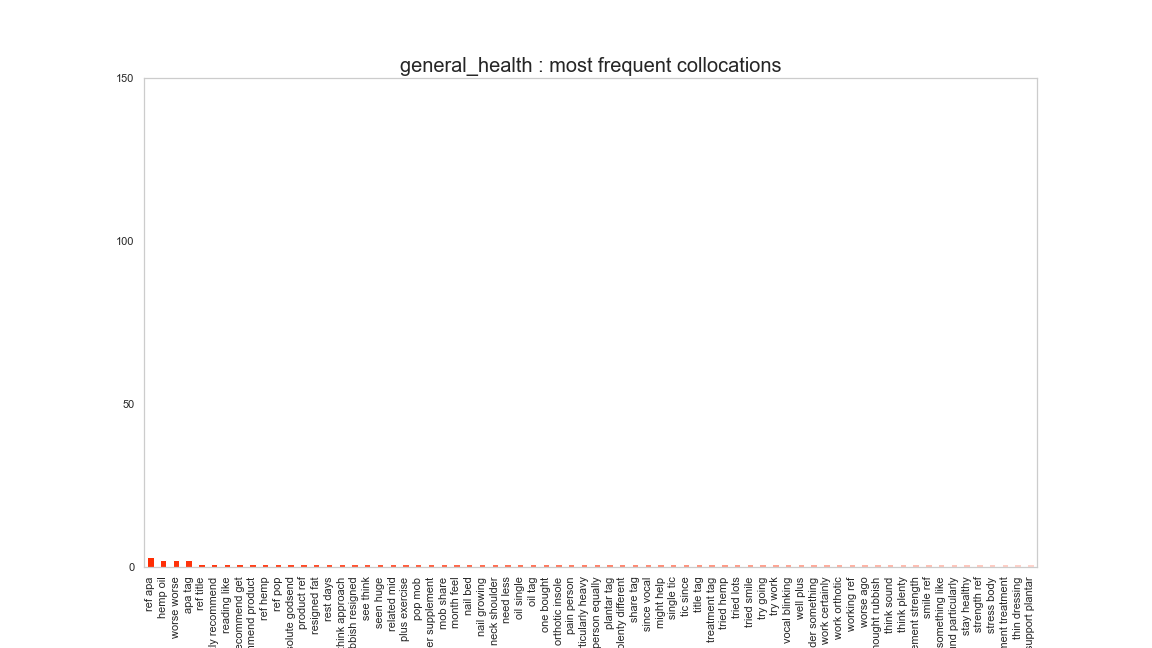 general_health : most frequent collocations
150
100
50
0
ref apa
hemp oil
worse worse
apa tag
ref title
recommend
reading like
product
ref hemp
ref pop
godsend
product ref
resigned fat
rest days
think approach
resigned
see think
seen huge
related mid
plus exercise
pop mob
supplement
mob share
month feel
nail bed
nail growing
neck shoulder
need less
oil single
oil tag
one bought
orthotic insole
pain person
heavy
person equally
plantar tag
plenty different
share tag
since vocal
might help
single tic
tic since
title tag
treatment tag
tried hemp
tried lots
tried smile
try going
try work
vocal blinking
well plus
something
work certainly
work orthotic
working ref
worse ago
rubbish
think sound
think plenty
strength
smile ref
something like
particularly
stay healthy
strength ref
stress body
treatment
thin dressing
support plantar